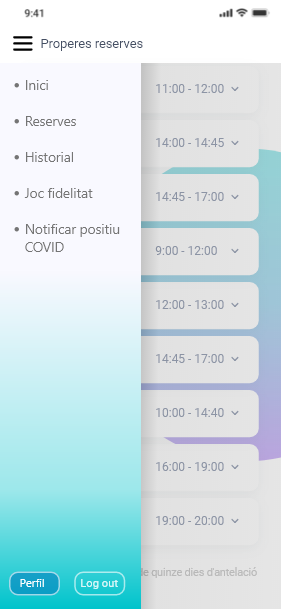 9:41
Properes reserves
• Inici
• Reserves
• Historial
• Joc fidelitat
• Notificar positiu
COVID
11:00 - 12:00
14:00 - 14:45
14:45 - 17:00
9:00 - 12:00
12:00 - 13:00
14:45 - 17:00
10:00 - 14:40
16:00 - 19:00
19:00 - 20:00
de quinze dies d'antelació
Perfil
Log out